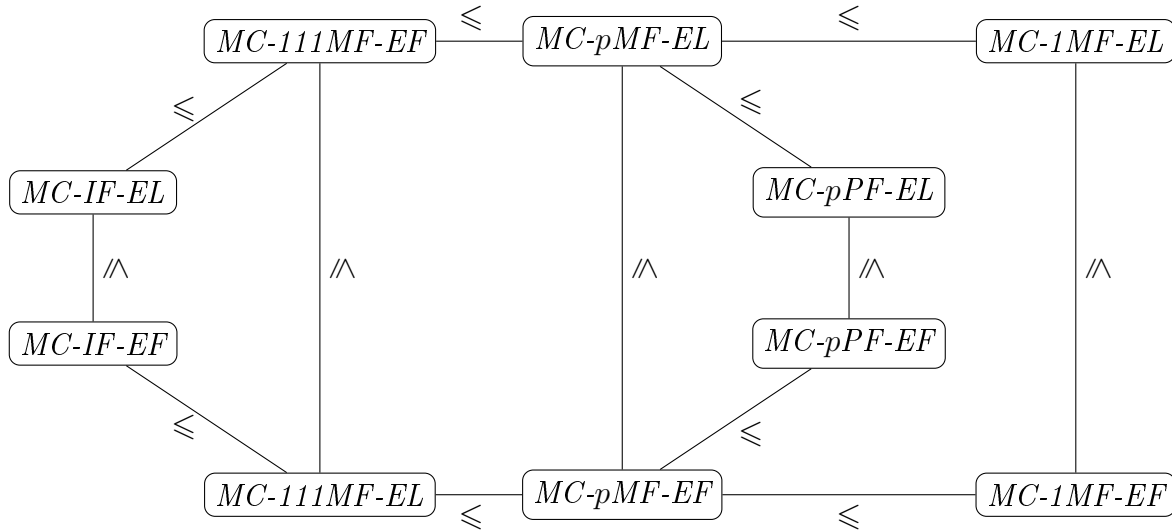 ⩽ ⩽
MC-111MF-EF MC-pMF-EL MC-1MF-EL
⩽ ⩽
MC-IF-EL MC-pPF-EL
⩽ ⩽ ⩽ ⩽ ⩽
MC-IF-EF MC-pPF-EF
⩽ ⩽
MC-111MF-EL MC-pMF-EF MC-1MF-EF
⩽ ⩽